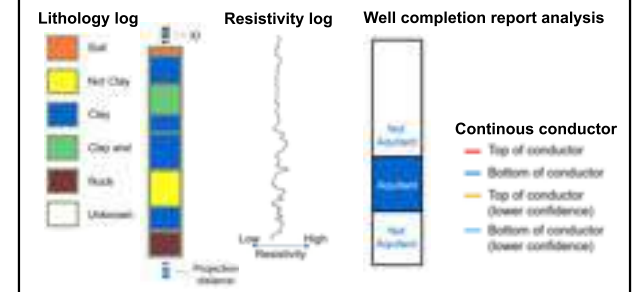 Lithology log
Resistivity log
Well completion report analysis
Soil
Not Clay
Clay
Clay and
Rock
Unknown
Low
High
Resistivity
Projection
distance
Not
Aquitard
Aquitard
Not
Aquitard
Continous conductor
Top of conductor
Bottom of conductor
Top of conductor
(lower confidence)
Bottom of conductor
(lower confidence)